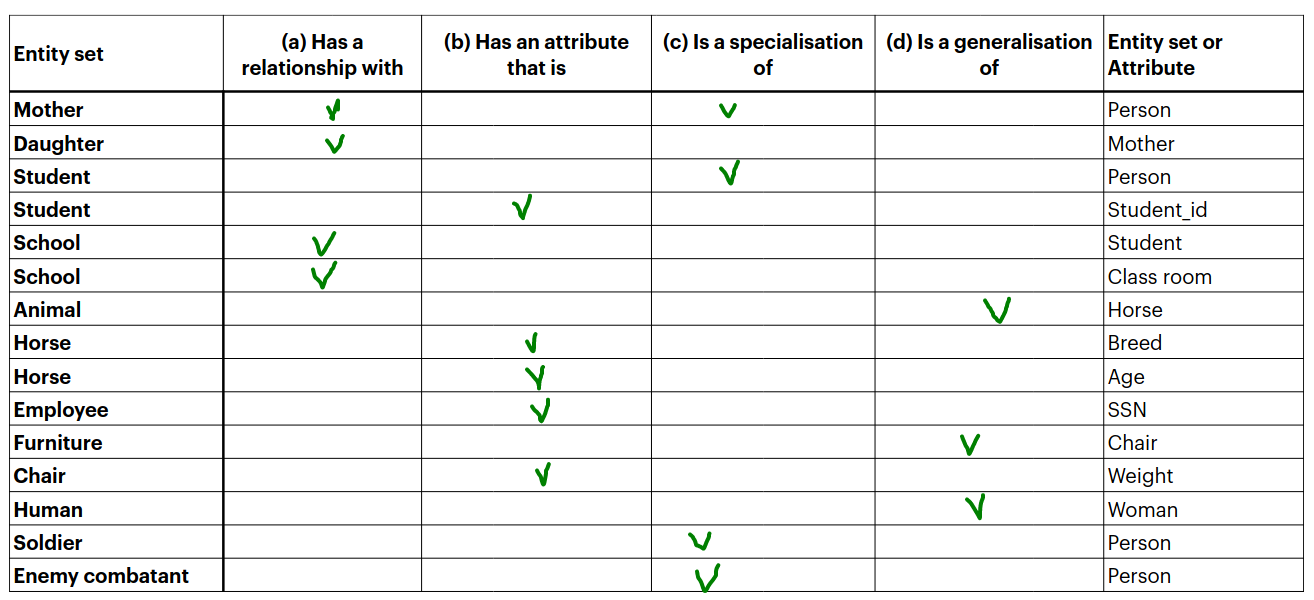 Entity set (a) Has a relationship with (b) Has an attribute that is (c) Is a specialisation of (d) Is a generalisation of Entity set or Attribute
Mother ✓ ✓ Person
Daughter ✓ Mother
Student ✓ Person
Student ✓ Student_id
School ✓ Student
School ✓ Class room
Animal ✓ Horse
Horse ✓ Breed
Horse ✓ Age
Employee ✓ SSN
Furniture ✓ Chair
Chair ✓ Weight
Human ✓ Woman
Soldier ✓ Person
Enemy combatant ✓ Person